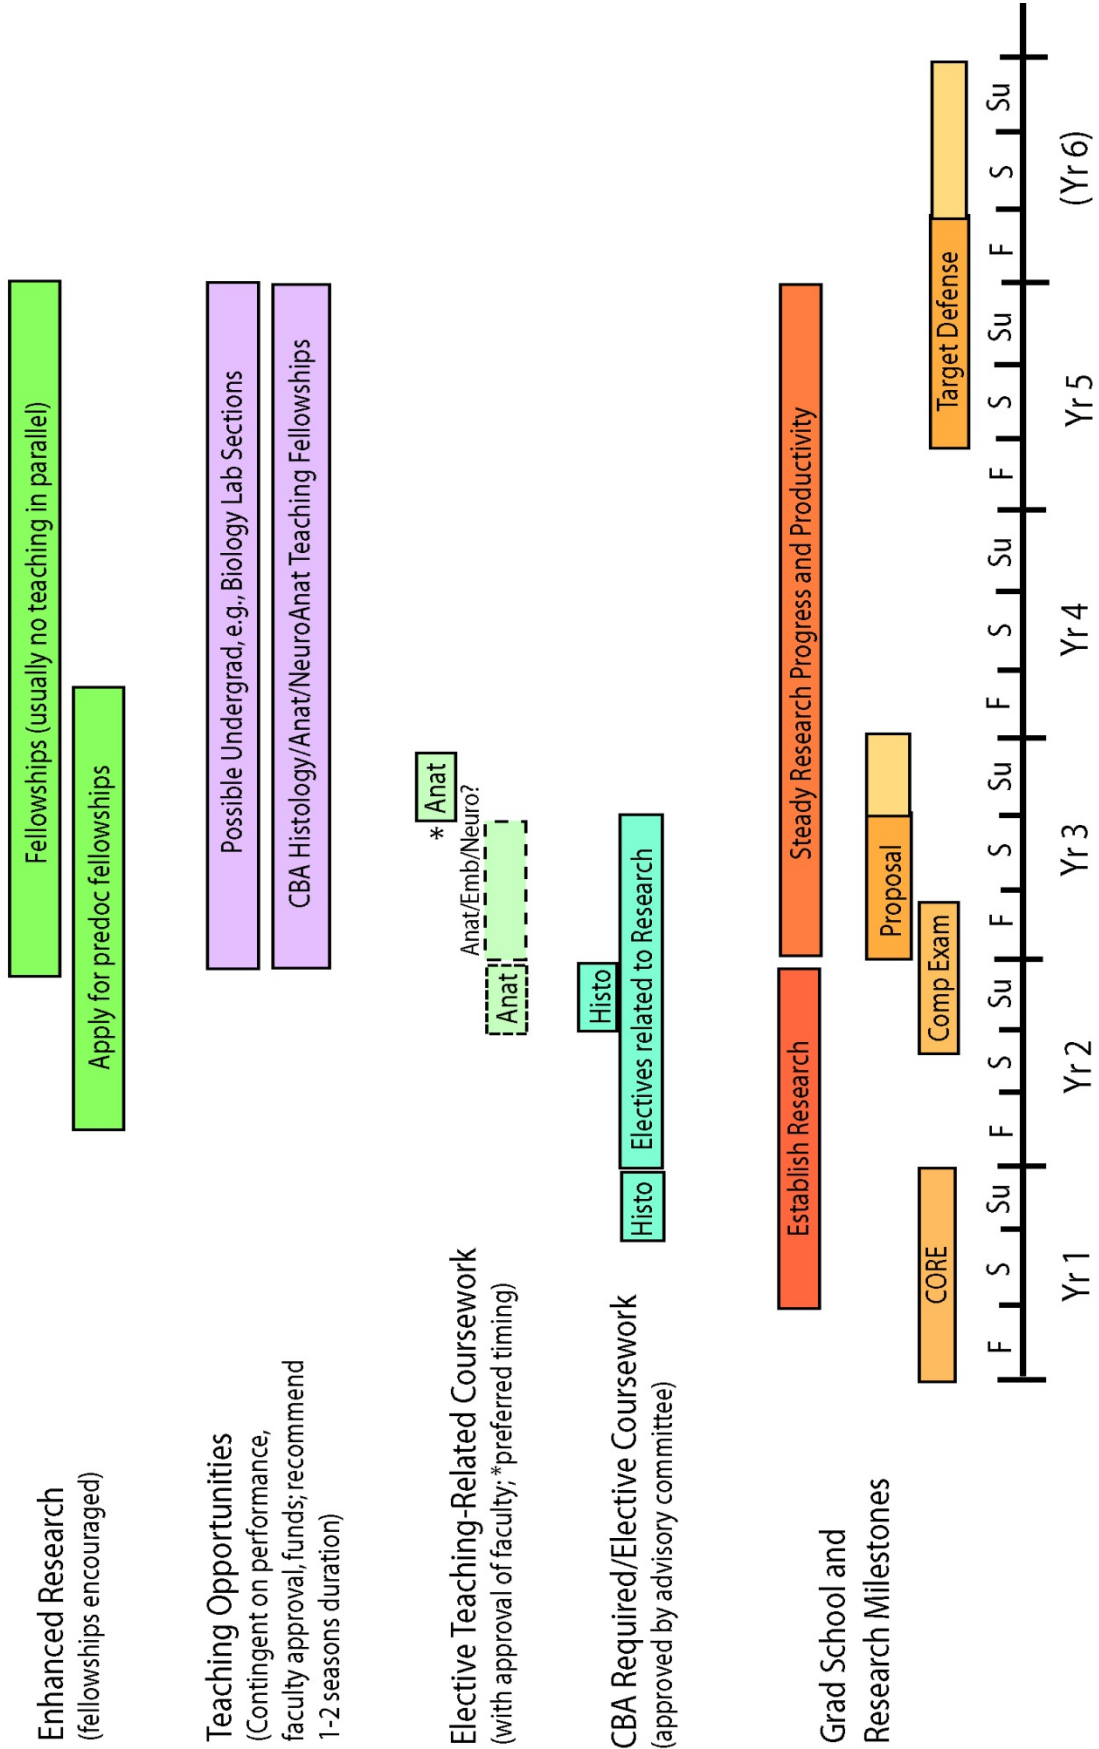 Enhanced Research
(fellowships encouraged)
Fellowships (usually no teaching in parallel)
Apply for predoc fellowships
Teaching Opportunities
(Contingent on performance,
faculty approval, funds; recommend
1-2 seasons duration)
Possible Undergrad, e.g., Biology Lab Sections
CBA Histology/Anat/NeuroAnat Teaching Fellowships
Elective Teaching-Related Coursework
(with approval of faculty; *preferred timing)
* Anat
Anat/Emb/Neuro?
Anat
CBA Required/Elective Coursework
(approved by advisory committee)
Histo
Histo
Electives related to Research
Grad School and
Research Milestones
Establish Research
Steady Research Progress and Productivity
Proposal
CORE
Comp Exam
Target Defense
F S Su F S Su F S Su F S Su F S Su F S Su
Yr 1 Yr 2 Yr 3 Yr 4 Yr 5 (Yr 6)